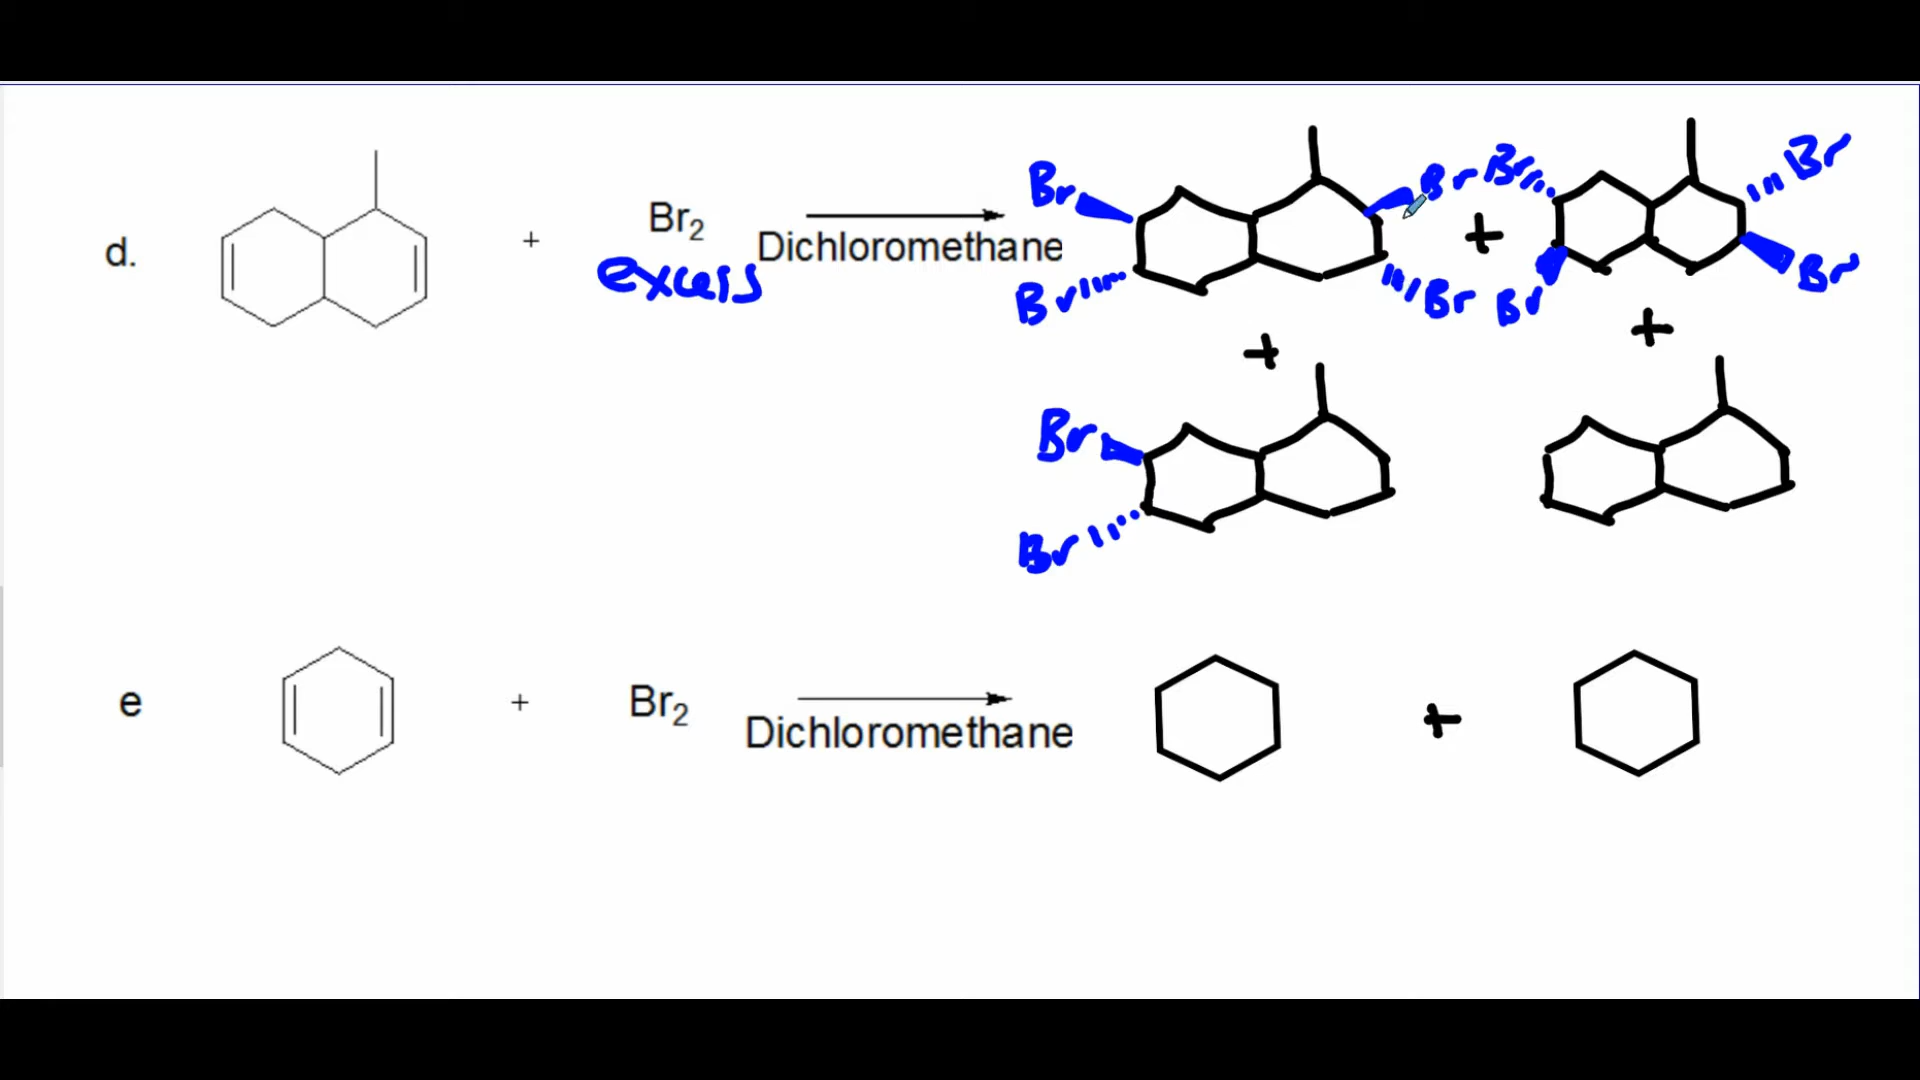 d.
+
Br2
excess
Dichloromethane
Br
Br
Br
Br
+
Br
Br
Br
Br
+
+
Br
Br
e
+
Br2
Dichloromethane
+